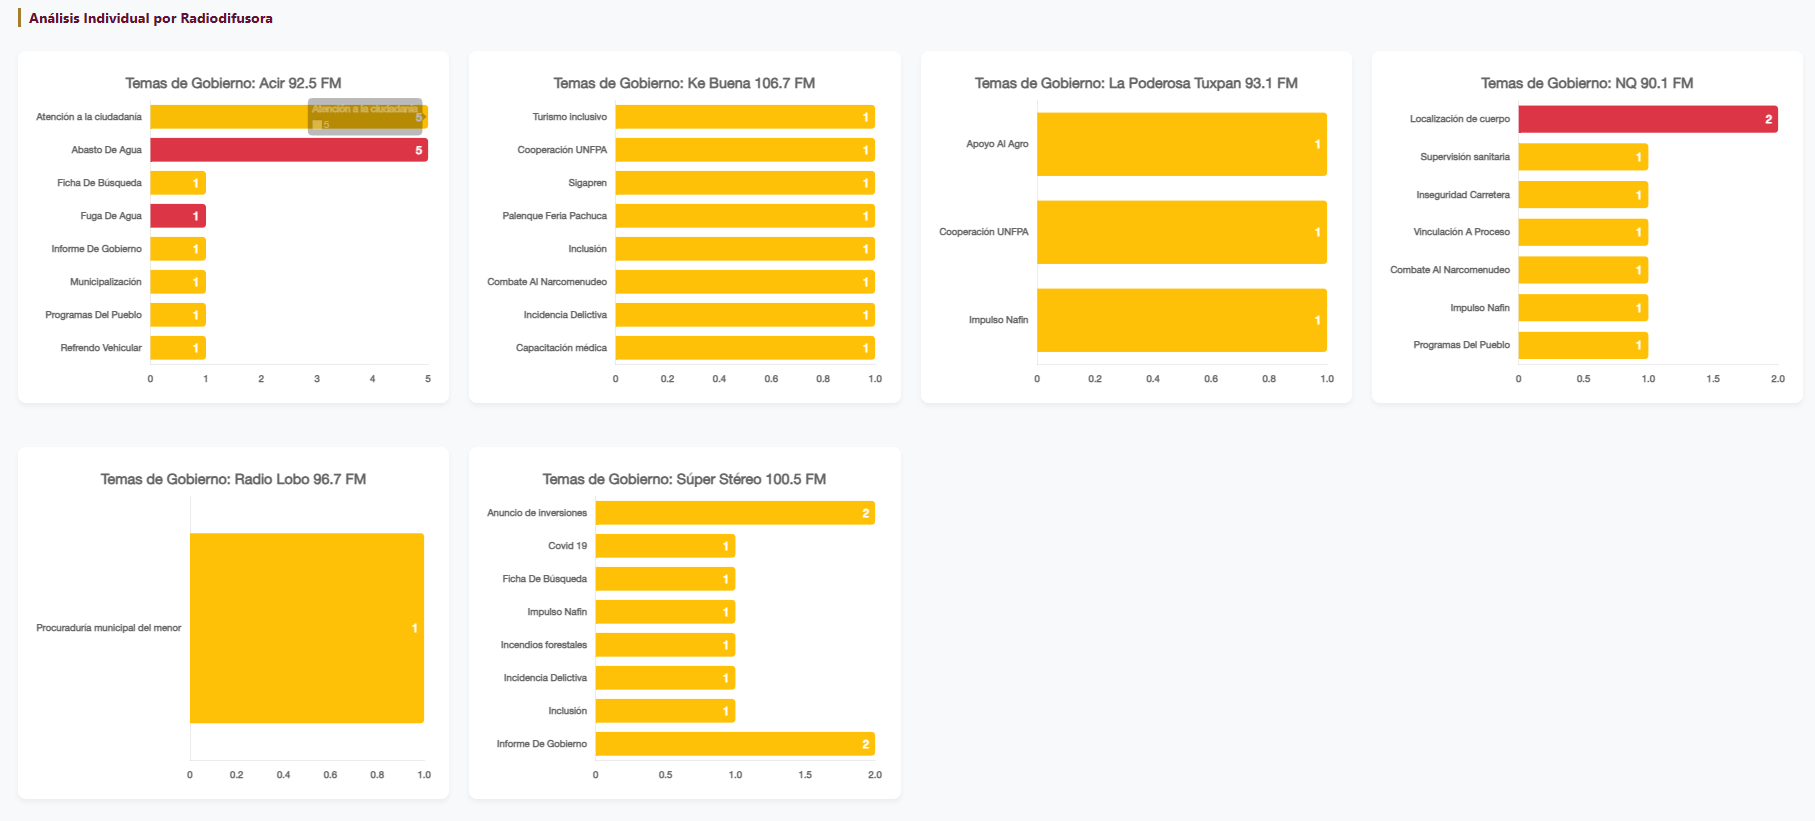 Análisis Individual por Radiodifusora
Temas de Gobierno: Acir 92.5 FM
Atención a la ciudadanía
5
Atención a la ciudadanía
5
Abasto De Agua
5
Ficha De Búsqueda
1
Fuga De Agua
1
Informe De Gobierno
1
Municipalización
1
Programas Del Pueblo
1
Refrendo Vehicular
1
0 1 2 3 4 5
Temas de Gobierno: Ke Buena 106.7 FM
Turismo inclusivo
1
Cooperación UNFPA
1
Sigapren
1
Palenque Feria Pachuca
1
Inclusión
1
Combate Al Narcomenudeo
1
Incidencia Delictiva
1
Capacitación médica
1
0 0.2 0.4 0.6 0.8 1.0
Temas de Gobierno: La Poderosa Tuxpan 93.1 FM
Apoyo Al Agro
1
Cooperación UNFPA
1
Impulso Nafin
1
0 0.2 0.4 0.6 0.8 1.0
Temas de Gobierno: NQ 90.1 FM
Localización de cuerpo
2
Supervisión sanitaria
1
Inseguridad Carretera
1
Vinculación A Proceso
1
Combate Al Narcomenudeo
1
Impulso Nafin
1
Programas Del Pueblo
1
0 0.5 1.0 1.5 2.0
Temas de Gobierno: Radio Lobo 96.7 FM
Procuraduría municipal del menor
1
0 0.2 0.4 0.6 0.8 1.0
Temas de Gobierno: Súper Stéreo 100.5 FM
Anuncio de inversiones
2
Covid 19
1
Ficha De Búsqueda
1
Impulso Nafin
1
Incendios forestales
1
Incidencia Delictiva
1
Inclusión
1
Informe De Gobierno
2
0 0.5 1.0 1.5 2.0